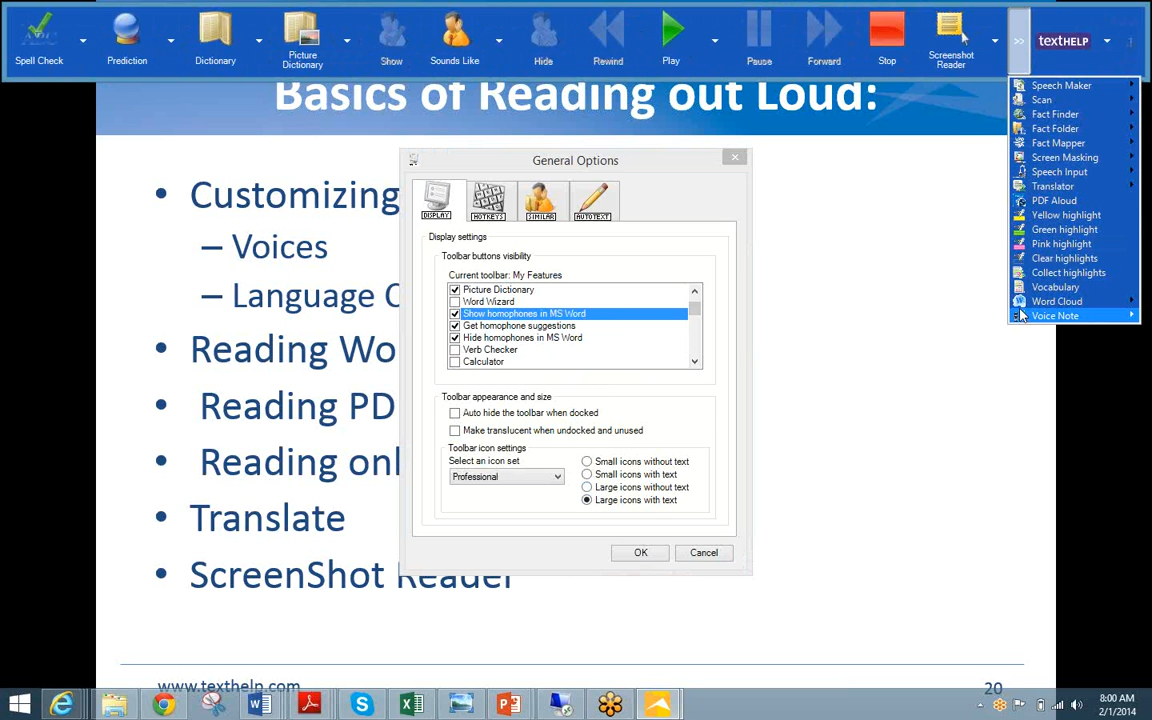 Spell Check
Prediction
Dictionary
Picture
Dictionary
Show
Sounds Like
Hide
Rewind
Play
Pause
Forward
Stop
Screenshot
Reader
texthelp
Speech Maker
Scan
Fact Finder
Fact Folder
Fact Mapper
Screen Masking
Speech Input
Translator
PDF Aloud
Yellow highlight
Green highlight
Pink highlight
Clear highlights
Collect highlights
Vocabulary
Word Cloud
Voice Note
Basics of Reading out Loud:
• Customizing
– Voices
– Language
• Reading Wo
• Reading PD
• Reading onl
• Translate
• ScreenShot Reader
General Options
DISPLAY
HOTKEYS
SIMILAR
AUTOTEXT
Display settings
Toolbar buttons visibility
Current toolbar: My Features
Picture Dictionary
Word Wizard
Show homophones in MS Word
Get homophone suggestions
Hide homophones in MS Word
Verb Checker
Calculator
Toolbar appearance and size
Auto hide the toolbar when docked
Make translucent when undocked and unused
Toolbar icon settings
Select an icon set
Professional
Small icons without text
Small icons with text
Large icons without text
Large icons with text
OK
Cancel
www.texthelp.com
20
8:00 AM
2/1/2014